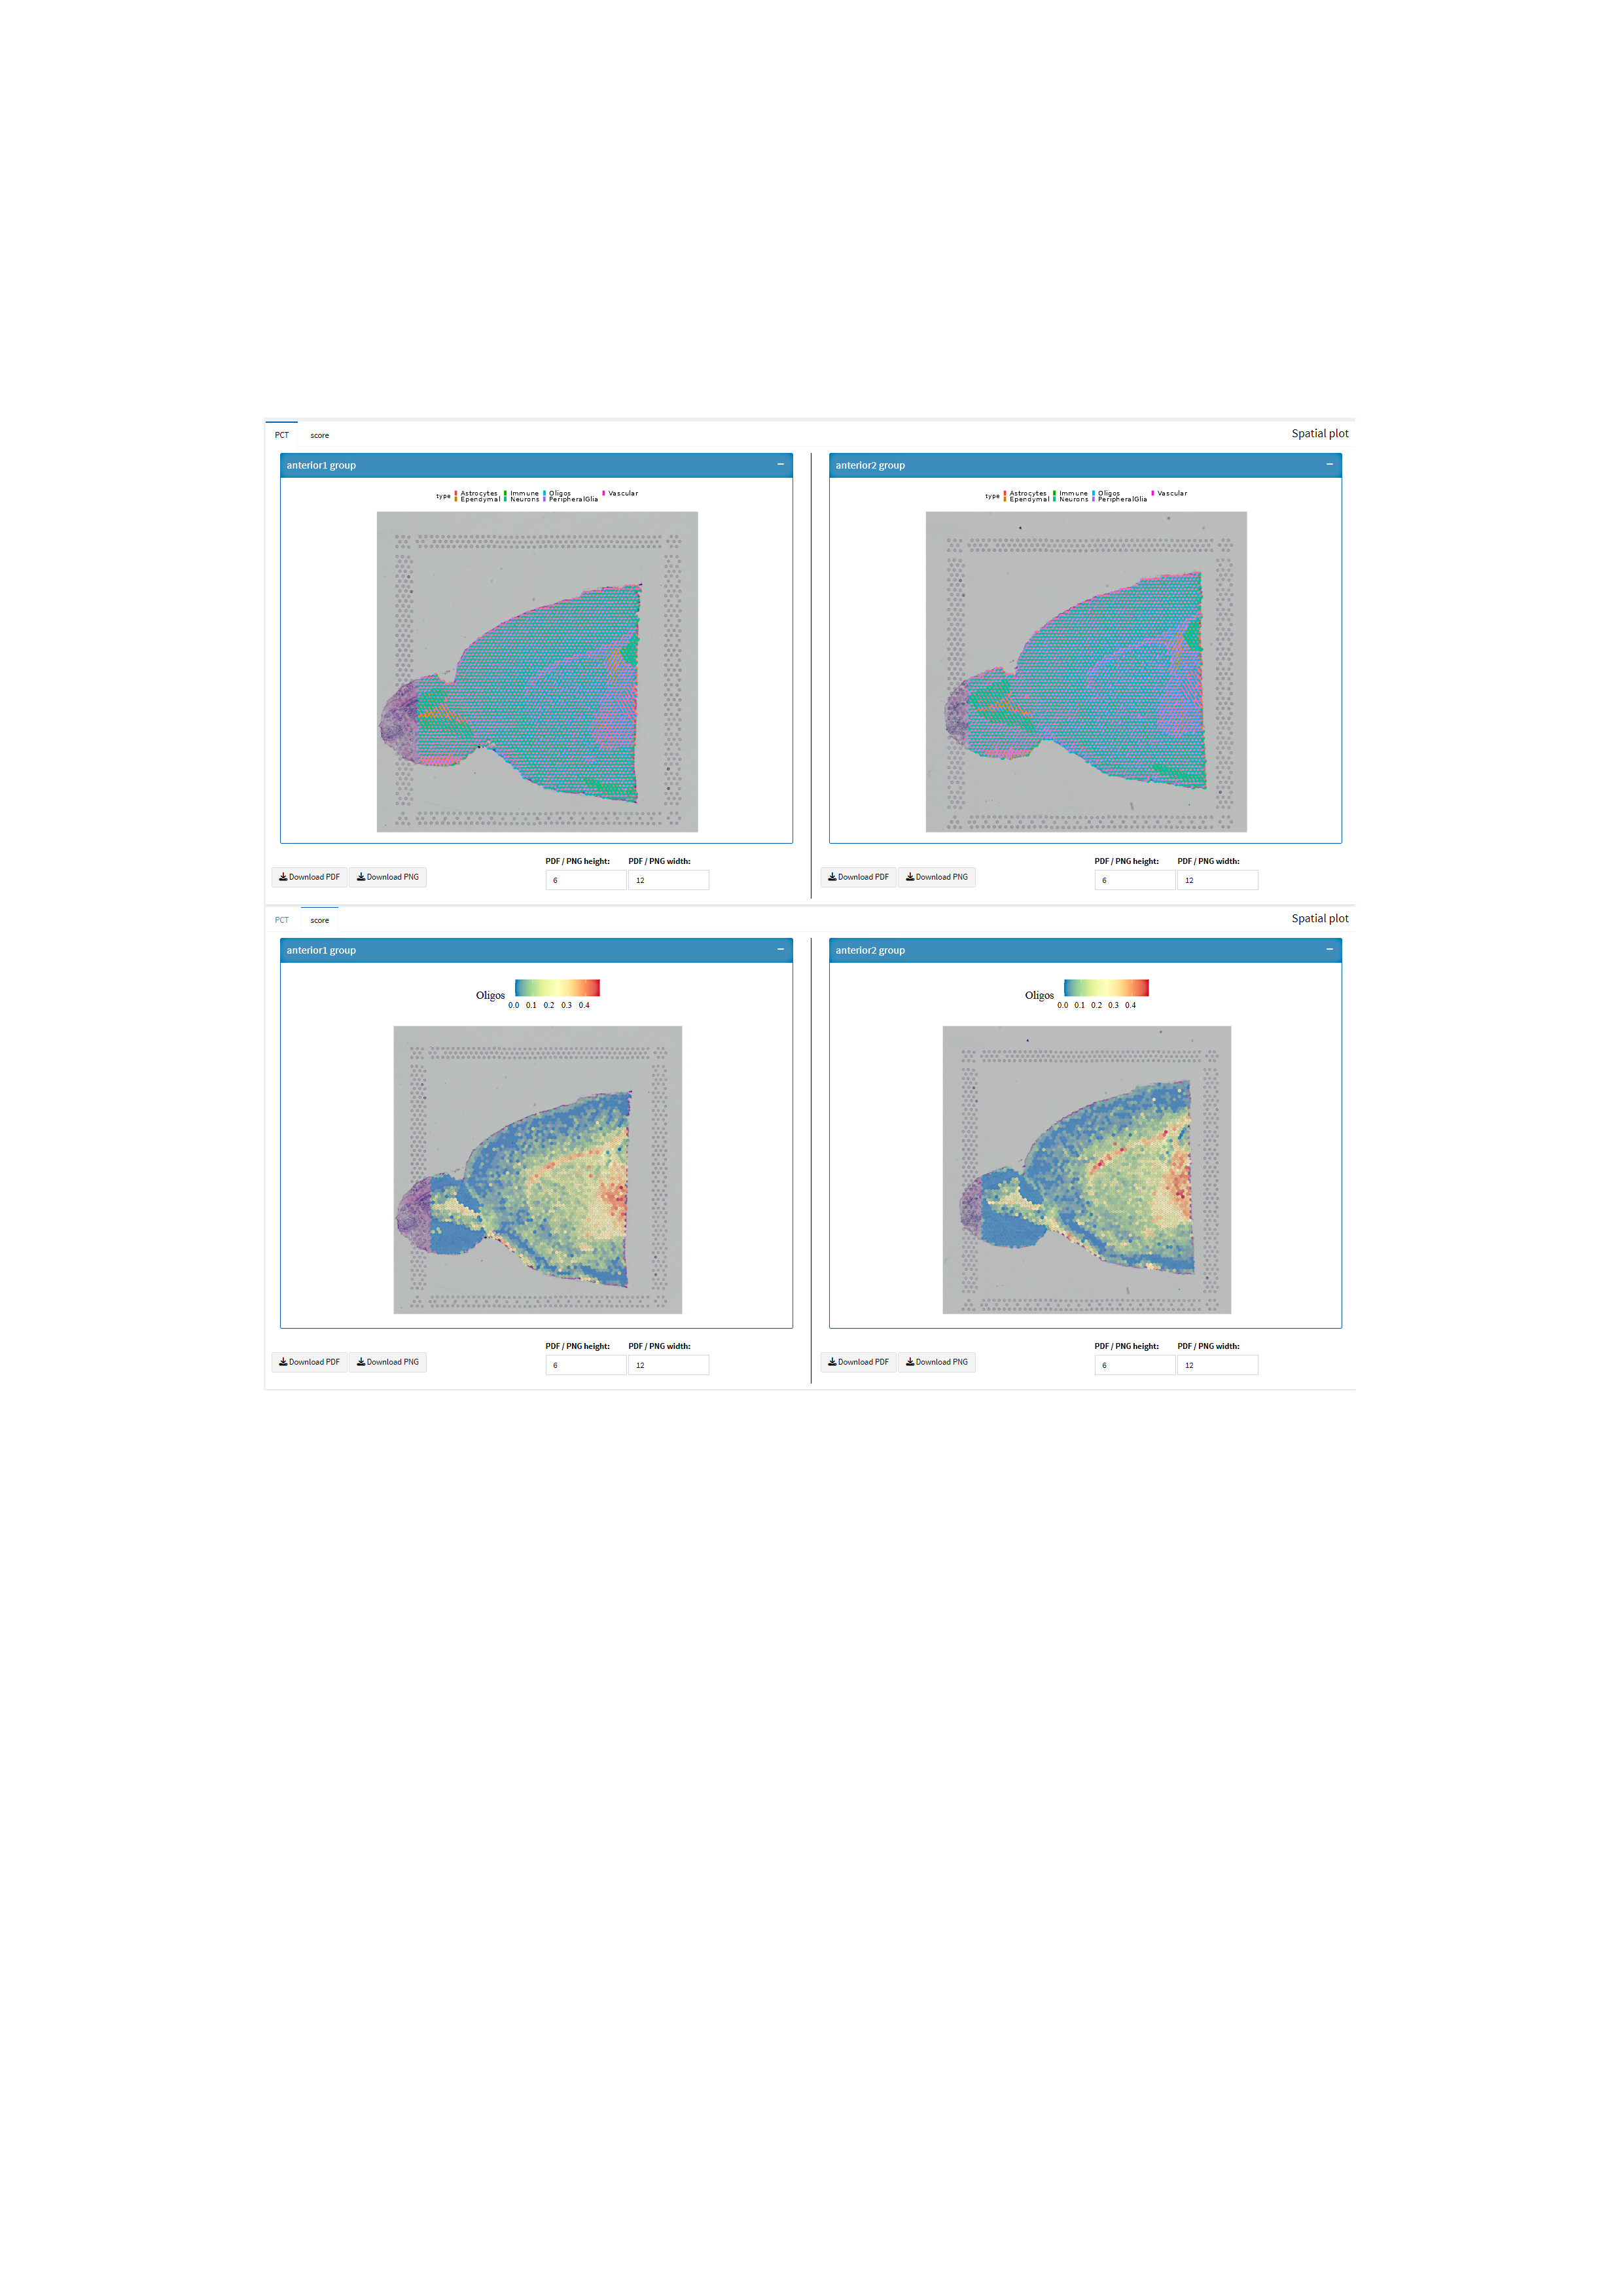 PCT score Spatial plot
anterior1 group −
type Astrocytes Immune Oligos Vascular
Ependymal Neurons PeripheralGlia
Download PDF Download PNG
PDF / PNG height: PDF / PNG width:
6 12
anterior2 group −
type Astrocytes Immune Oligos Vascular
Ependymal Neurons PeripheralGlia
Download PDF Download PNG
PDF / PNG height: PDF / PNG width:
6 12
PCT score Spatial plot
anterior1 group −
Oligos
0.0 0.1 0.2 0.3 0.4
Download PDF Download PNG
PDF / PNG height: PDF / PNG width:
6 12
anterior2 group −
Oligos
0.0 0.1 0.2 0.3 0.4
Download PDF Download PNG
PDF / PNG height: PDF / PNG width:
6 12